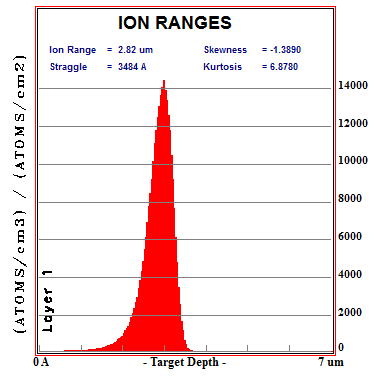 ION RANGES
Ion Range = 2.82 um Skewness = -1.3890
Straggle = 3484 A Kurtosis = 6.8780
(ATOMS/cm3) / (ATOMS/cm2)
Layer 1
14000
12000
10000
8000
6000
4000
2000
0
0 A - Target Depth - 7 um